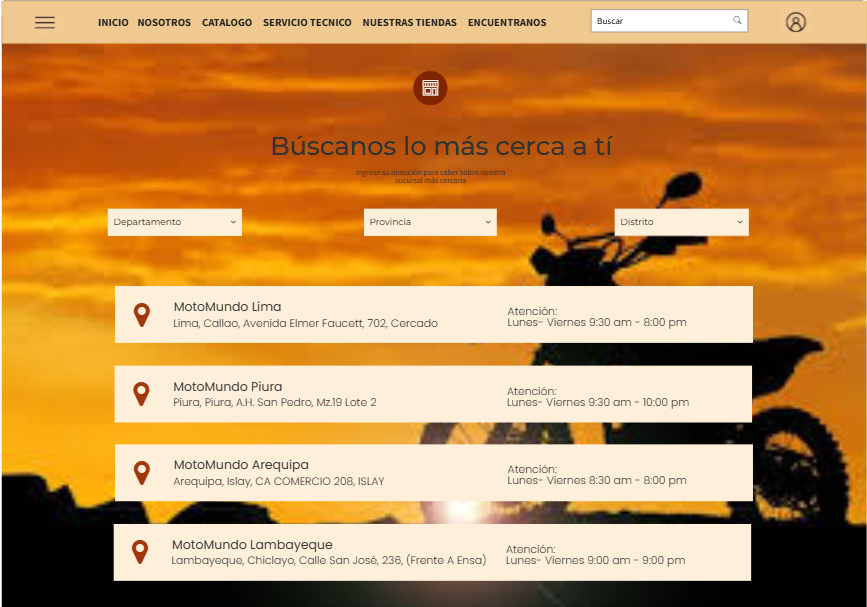 INICIO NOSOTROS CATALOGO SERVICIO TECNICO NUESTRAS TIENDAS ENCUENTRANOS Buscar
Búscanos lo más cerca a tí
Ingrese su dirección para saber sobre nuestra
sucursal más cercana
Departamento Provincia Distrito
MotoMundo Lima
Lima, Callao, Avenida Elmer Faucett, 702, Cercado
Atención:
Lunes- Viernes 9:30 am - 8:00 pm
MotoMundo Piura
Piura, Piura, A.H. San Pedro, Mz.19 Lote 2
Atención:
Lunes- Viernes 9:30 am - 10:00 pm
MotoMundo Arequipa
Arequipa, Islay, CA COMERCIO 208, ISLAY
Atención:
Lunes- Viernes 8:30 am - 8:00 pm
MotoMundo Lambayeque
Lambayeque, Chiclayo, Calle San José, 236, (Frente A Ensa)
Atención:
Lunes- Viernes 9:00 am - 9:00 pm